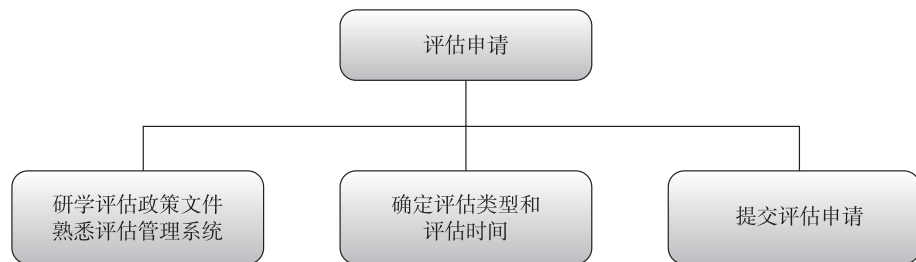 评估申请
研学评估政策文件
熟悉评估管理系统
确定评估类型和
评估时间
提交评估申请